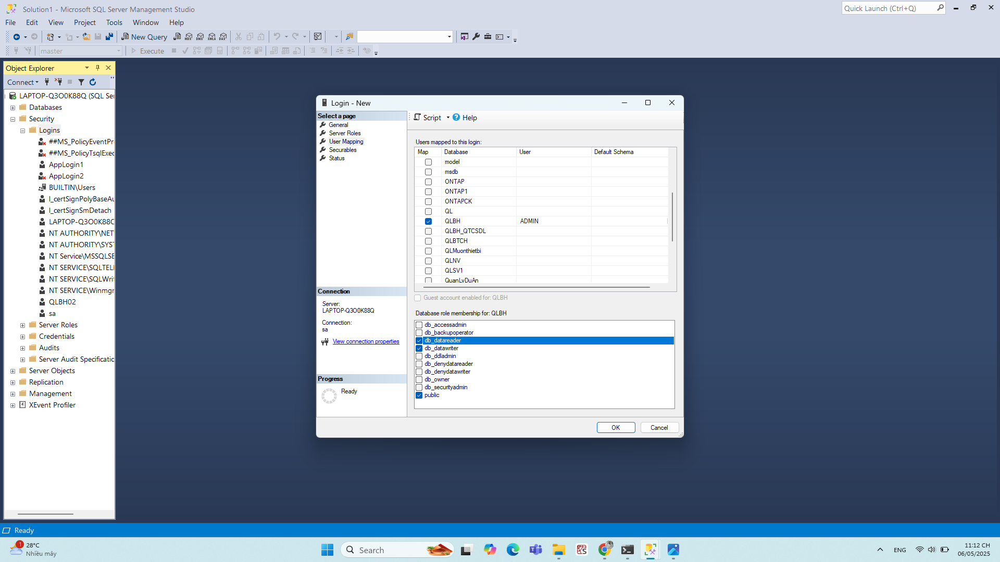 Solution1 - Microsoft SQL Server Management Studio
Quick Launch (Ctrl+Q)
File Edit View Project Tools Window Help
New Query
MDX DMX XMLA DAX
master Execute
Object Explorer
Connect
LAPTOP-Q3O0K88Q (SQL Se
Databases
Security
Logins
##MS_PolicyEventPr
##MS_PolicyTsqlExec
AppLogin1
AppLogin2
BUILTIN\Users
l_certSignPolyBaseAu
l_certSignSmDetach
LAPTOP-Q3O0K88Q
NT AUTHORITY\NET
NT AUTHORITY\SYST
NT Service\MSSQLSE
NT SERVICE\SQLTEL
NT SERVICE\SQLWrit
NT SERVICE\Winmgr
QLBH02
sa
Server Roles
Credentials
Audits
Server Audit Specificatic
Server Objects
Replication
Management
XEvent Profiler
Login - New
Select a page
General
Server Roles
User Mapping
Securables
Status
Connection
Server:
LAPTOP-Q3O0K88Q
Connection:
sa
View connection properties
Progress
Ready
Script Help
Users mapped to this login:
Map Database User Default Schema
model
msdb
ONTAP
ONTAP1
ONTAPCK
QL
QLBH ADMIN
QLBH_QTCSDL
QLBTCH
QLMuonthietbi
QLNV
QLSV1
QuanLyDuAn
Guest account enabled for: QLBH
Database role membership for: QLBH
db_accessadmin
db_backupoperator
db_datareader
db_datawriter
db_ddladmin
db_denydatareader
db_denydatawriter
db_owner
db_securityadmin
public
OK Cancel
Ready
1
28°C
Nhiều mây
Search
ENG
11:12 CH
06/05/2025